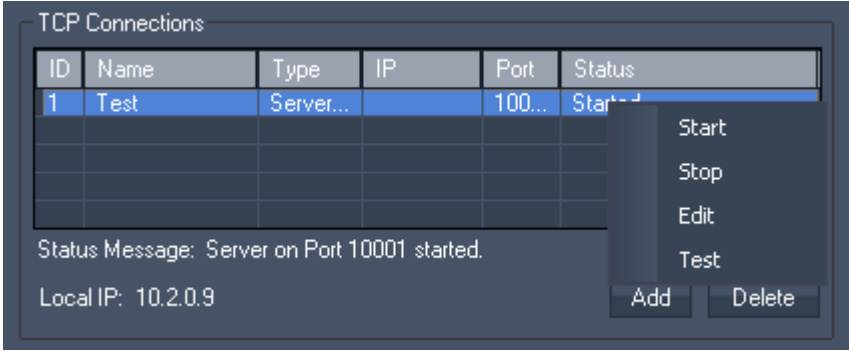 TCP Connections
ID Name Type IP Port Status
1 Test Server... 100... Started
Start
Stop
Edit
Test
Status Message: Server on Port 10001 started.
Local IP: 10.2.0.9
Add Delete